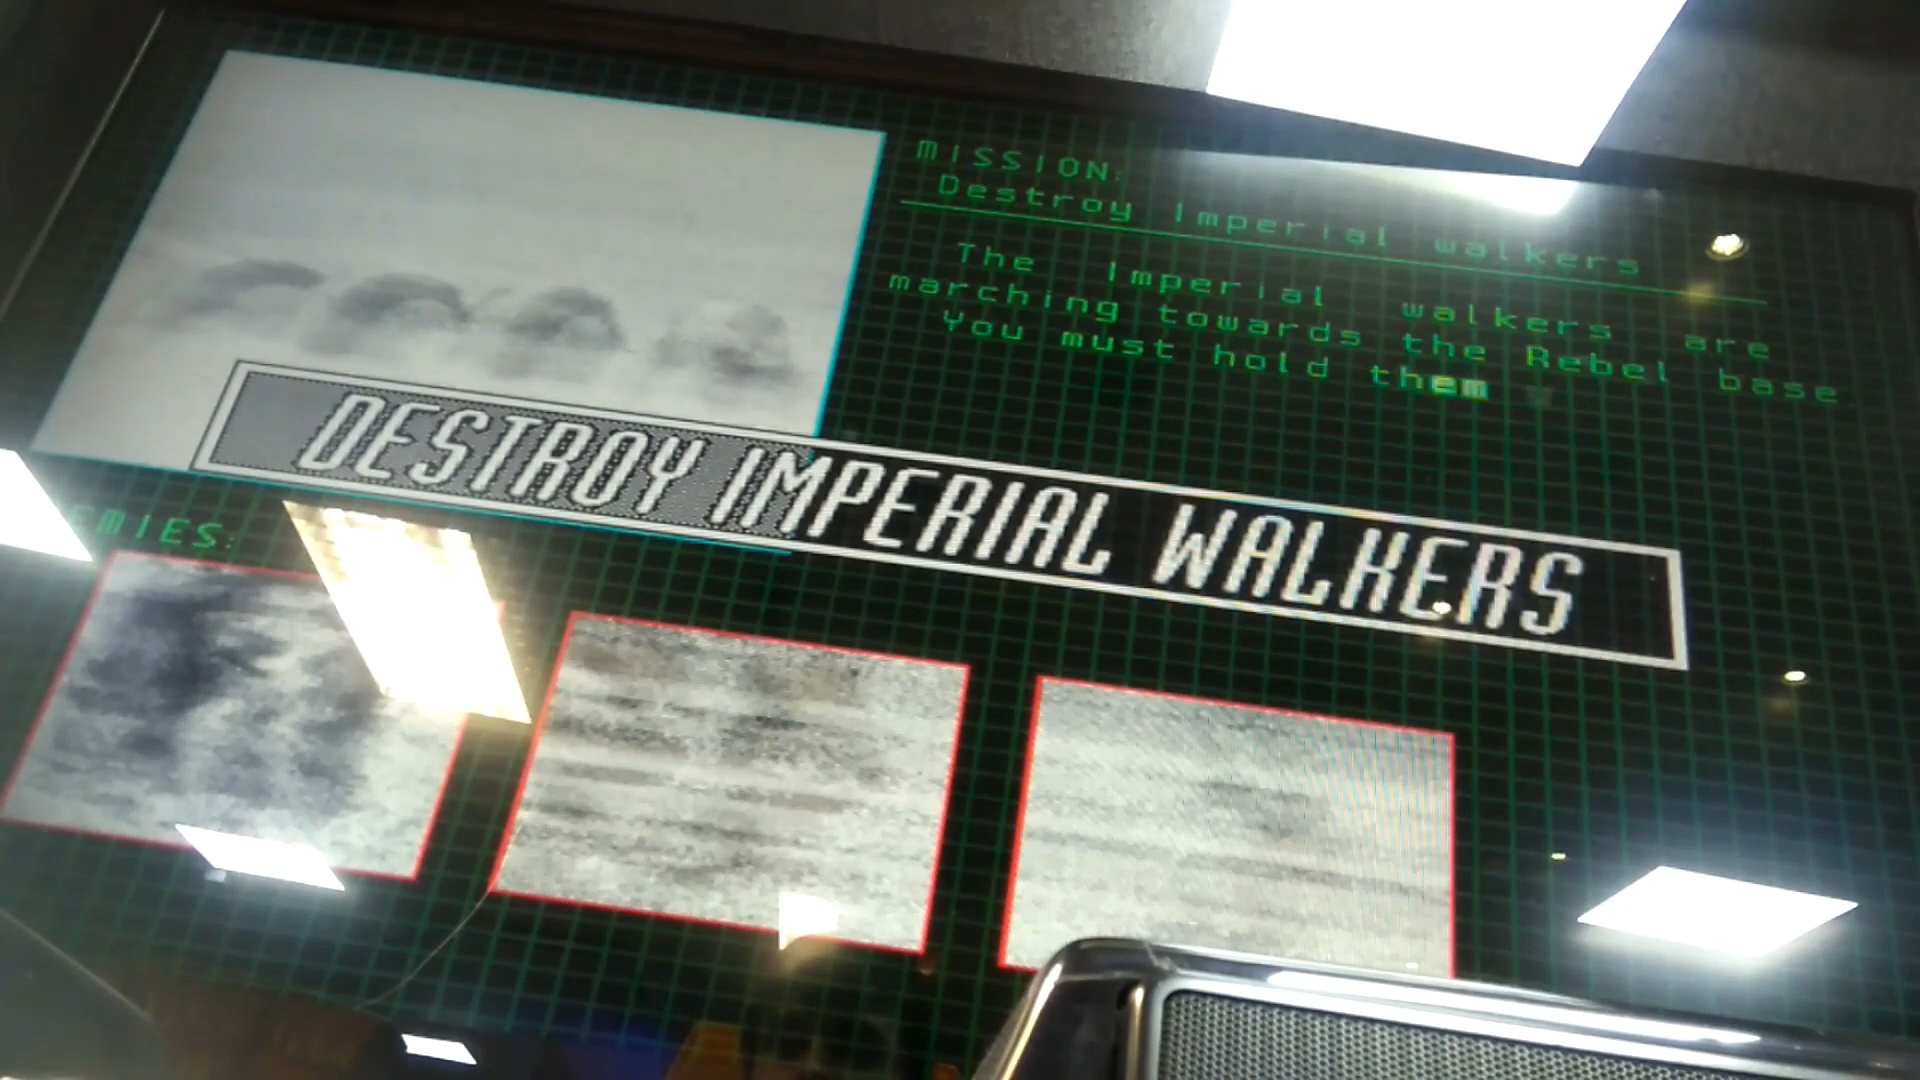 MISSION:
Destroy Imperial walkers
The Imperial walkers are
marching towards the Rebel base
You must hold them
DESTROY IMPERIAL WALKERS
EMIES: